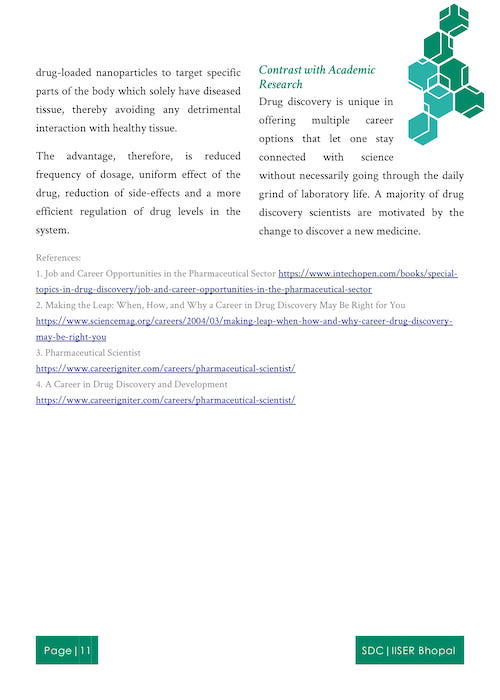 drug-loaded nanoparticles to target specific
parts of the body which solely have diseased
tissue, thereby avoiding any detrimental
interaction with healthy tissue.
The advantage, therefore, is reduced
frequency of dosage, uniform effect of the
drug, reduction of side-effects and a more
efficient regulation of drug levels in the
system.
Contrast with Academic
Research
Drug discovery is unique in
offering multiple career
options that let one stay
connected with science
without necessarily going through the daily
grind of laboratory life. A majority of drug
discovery scientists are motivated by the
change to discover a new medicine.
References:
1. Job and Career Opportunities in the Pharmaceutical Sector https://www.intechopen.com/books/special-
topics-in-drug-discovery/job-and-career-opportunities-in-the-pharmaceutical-sector
2. Making the Leap: When, How, and Why a Career in Drug Discovery May Be Right for You
https://www.sciencemag.org/careers/2004/03/making-leap-when-how-and-why-career-drug-discovery-
may-be-right-you
3. Pharmaceutical Scientist
https://www.careerigniter.com/careers/pharmaceutical-scientist/
4. A Career in Drug Discovery and Development
https://www.careerigniter.com/careers/pharmaceutical-scientist/
Page|11
SDC|IISER Bhopal